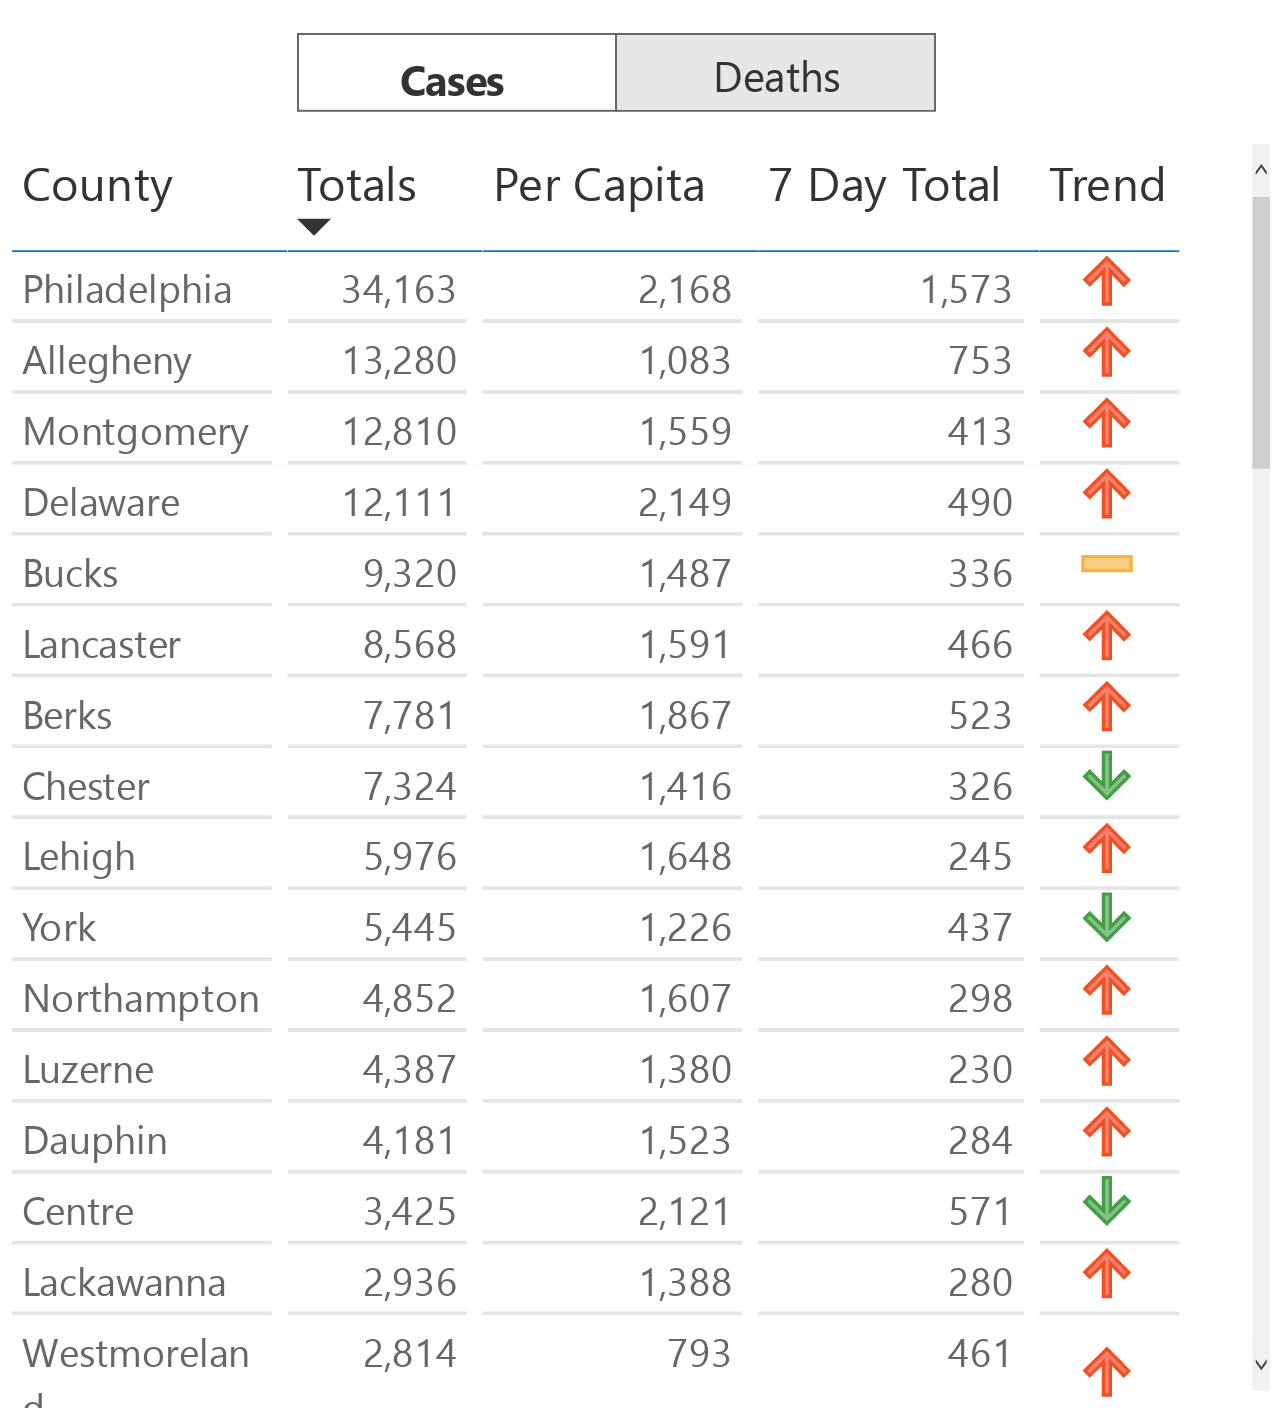 Cases Deaths
County Totals Per Capita 7 Day Total Trend
Philadelphia 34,163 2,168 1,573
Allegheny 13,280 1,083 753
Montgomery 12,810 1,559 413
Delaware 12,111 2,149 490
Bucks 9,320 1,487 336
Lancaster 8,568 1,591 466
Berks 7,781 1,867 523
Chester 7,324 1,416 326
Lehigh 5,976 1,648 245
York 5,445 1,226 437
Northampton 4,852 1,607 298
Luzerne 4,387 1,380 230
Dauphin 4,181 1,523 284
Centre 3,425 2,121 571
Lackawanna 2,936 1,388 280
Westmorelan 2,814 793 461
d